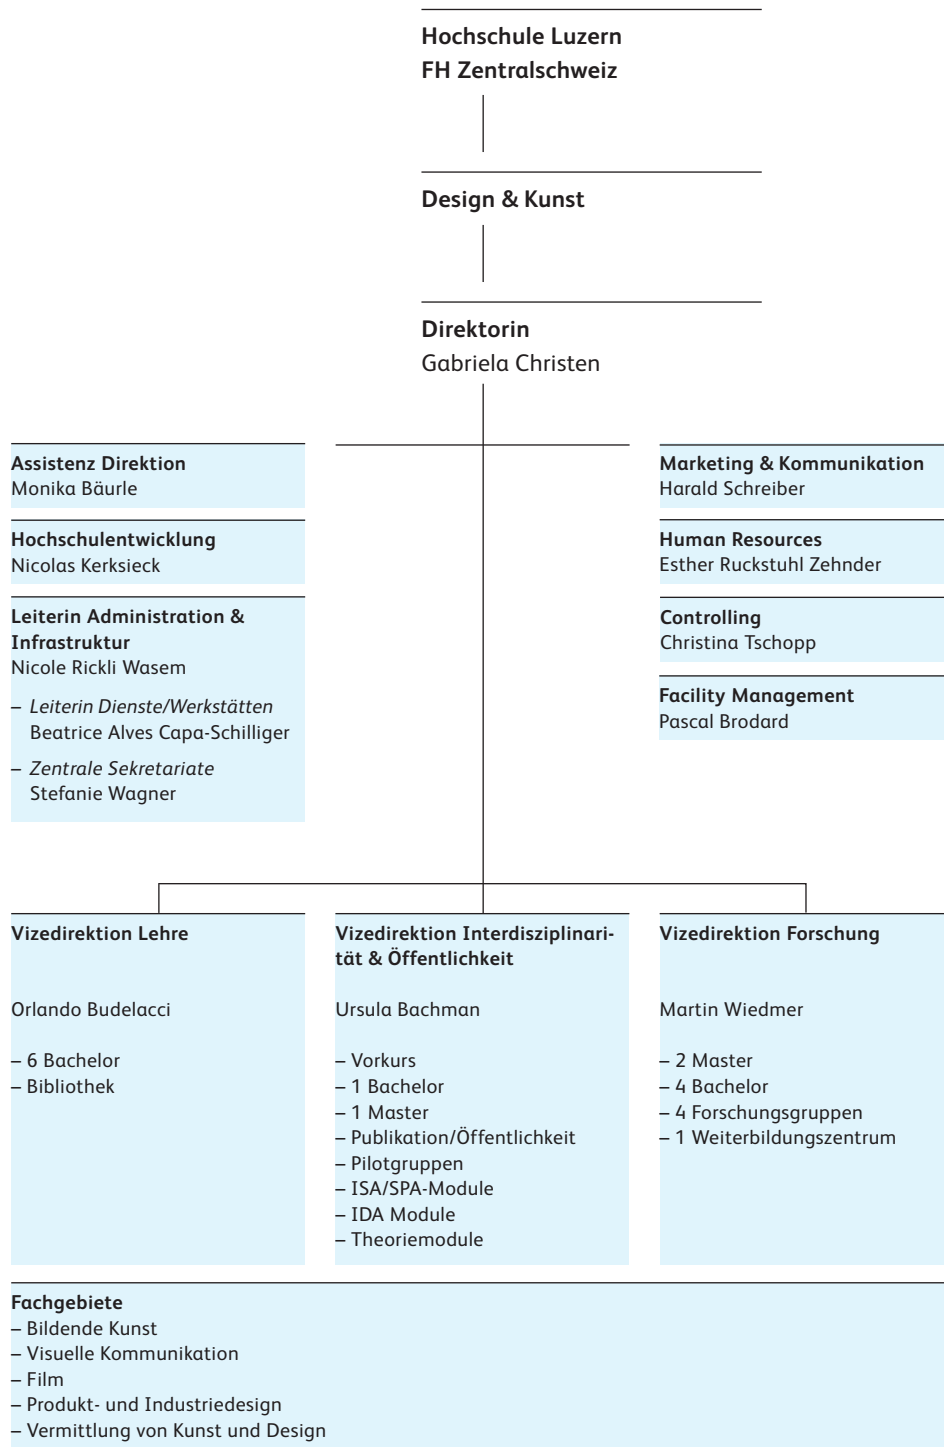 Hochschule Luzern
FH Zentralschweiz
Design & Kunst
Direktorin
Gabriela Christen
Assistenz Direktion
Monika Bäurle
Hochschulentwicklung
Nicolas Kerksieck
Leiterin Administration &
Infrastruktur
Nicole Rickli Wasem
– Leiterin Dienste/Werkstätten
Beatrice Alves Capa-Schilliger
– Zentrale Sekretariate
Stefanie Wagner
Marketing & Kommunikation
Harald Schreiber
Human Resources
Esther Ruckstuhl Zehnder
Controlling
Christina Tschopp
Facility Management
Pascal Brodard
Vizedirektion Lehre
Orlando Budelacci
– 6 Bachelor
– Bibliothek
Vizedirektion Interdisziplinari-
tät & Öffentlichkeit
Ursula Bachman
– Vorkurs
– 1 Bachelor
– 1 Master
– Publikation/Öffentlichkeit
– Pilotgruppen
– ISA/SPA-Module
– IDA Module
– Theoriemodule
Vizedirektion Forschung
Martin Wiedmer
– 2 Master
– 4 Bachelor
– 4 Forschungsgruppen
– 1 Weiterbildungszentrum
Fachgebiete
– Bildende Kunst
– Visuelle Kommunikation
– Film
– Produkt- und Industriedesign
– Vermittlung von Kunst und Design